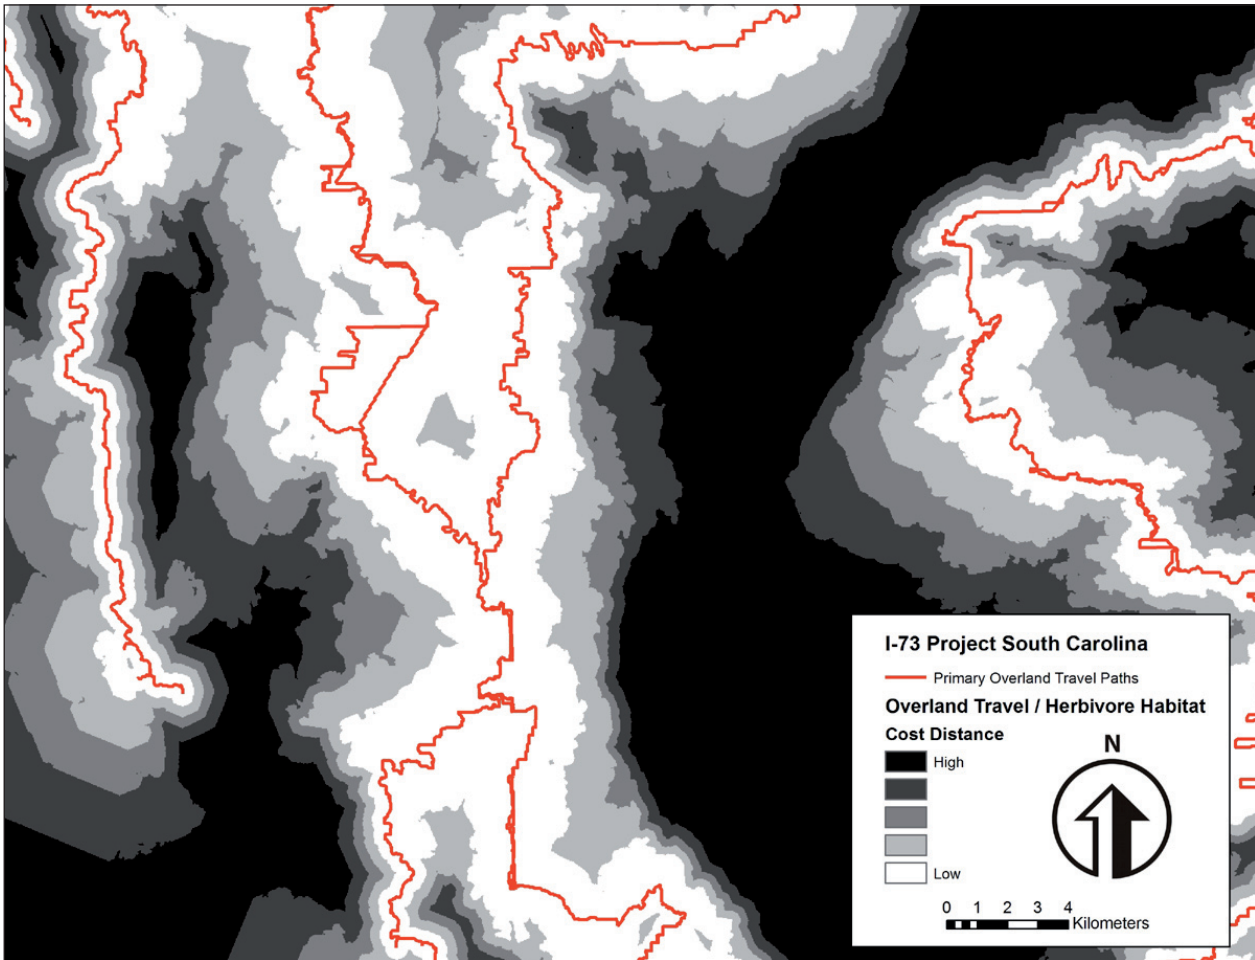 I-73 Project South Carolina
Primary Overland Travel Paths
Overland Travel / Herbivore Habitat
Cost Distance
N
High
Low
0 1 2 3 4
Kilometers